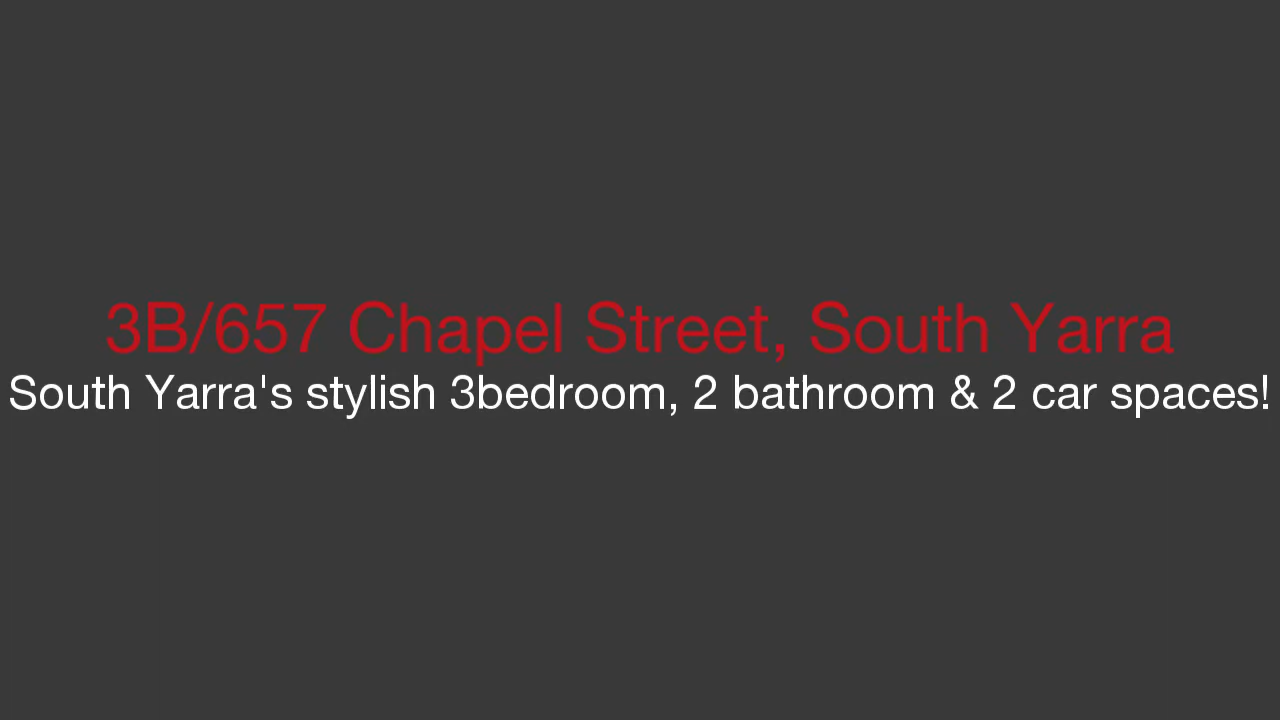 3B/657 Chapel Street, South Yarra
South Yarra's stylish 3bedroom, 2 bathroom & 2 car spaces!